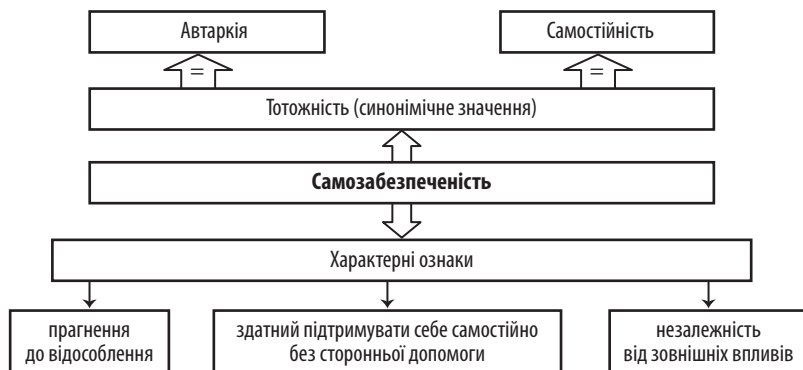 Автаркія
Самостійність
=
=
Тотожність (синонімічне значення)
Самозабезпеченість
Характерні ознаки
прагнення
до відособлення
здатний підтримувати себе самостійно
без сторонньої допомоги
незалежність
від зовнішніх впливів